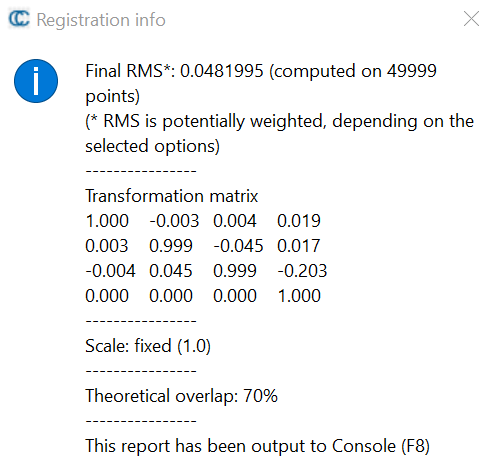 Registration info
Final RMS*: 0.0481995 (computed on 49999
points)
(* RMS is potentially weighted, depending on the
selected options)
----------------
Transformation matrix
1.000 -0.003 0.004 0.019
0.003 0.999 -0.045 0.017
-0.004 0.045 0.999 -0.203
0.000 0.000 0.000 1.000
----------------
Scale: fixed (1.0)
----------------
Theoretical overlap: 70%
----------------
This report has been output to Console (F8)